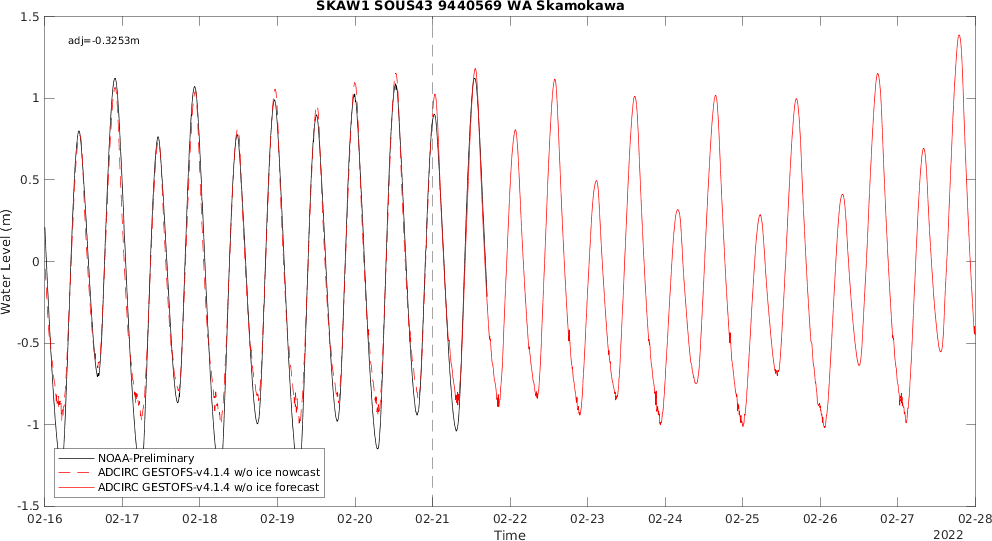 SKAW1 SOUS43 9440569 WA Skamokawa
adj=-0.3253m
Water Level (m)
1.5
1
0.5
0
-0.5
-1
-1.5
NOAA-Preliminary
ADCIRC GESTOFS-v4.1.4 w/o ice nowcast
ADCIRC GESTOFS-v4.1.4 w/o ice forecast
02-16 02-17 02-18 02-19 02-20 02-21 02-22 02-23 02-24 02-25 02-26 02-27 02-28
Time
2022